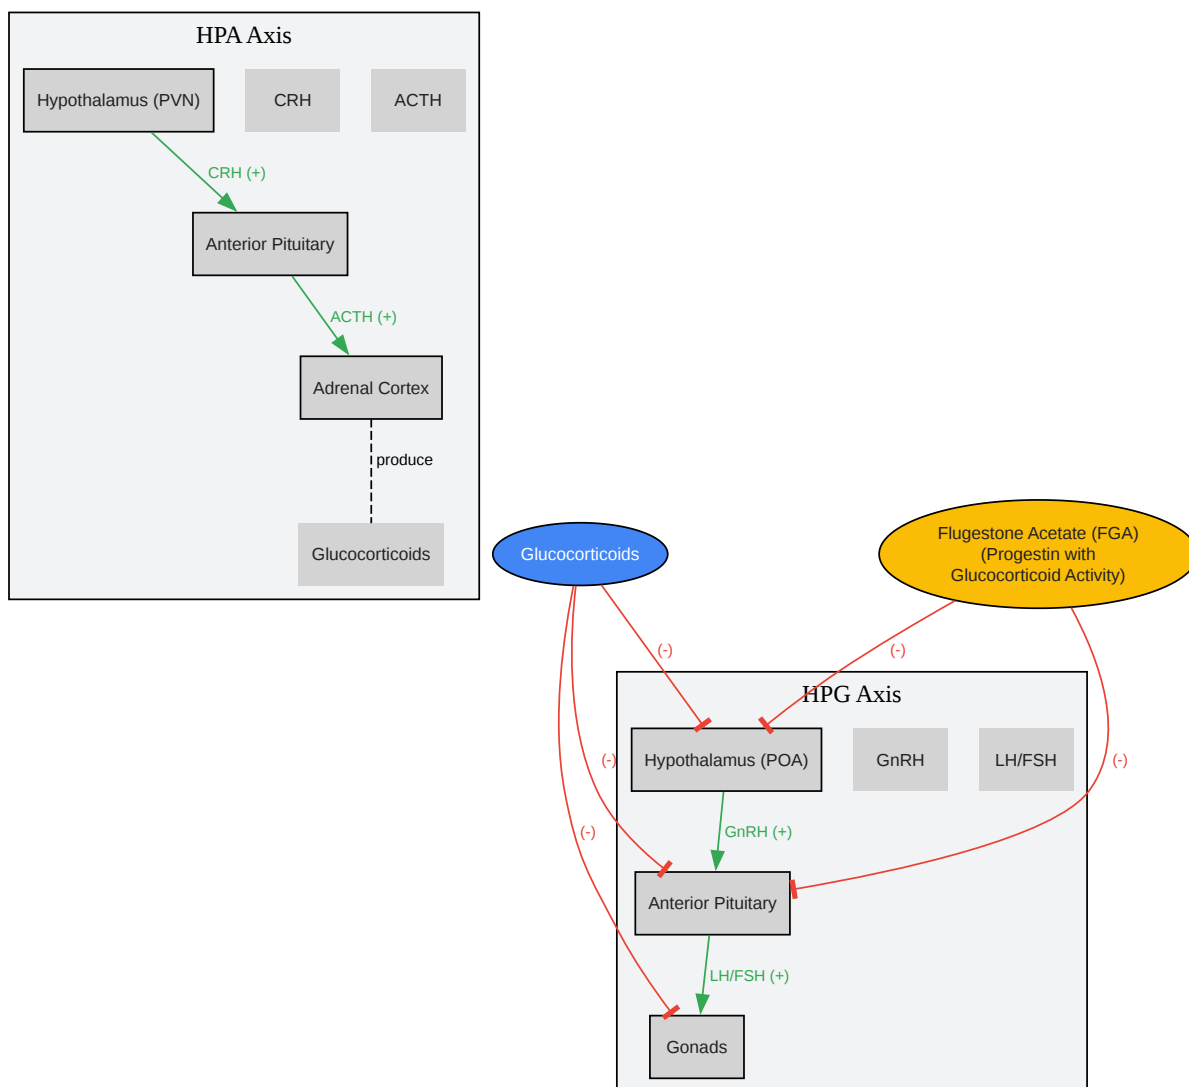 HPA Axis
Hypothalamus (PVN)
CRH
ACTH
CRH (+)
Anterior Pituitary
ACTH (+)
Adrenal Cortex
produce
Glucocorticoids
Glucocorticoids
Flugestone Acetate (FGA)
(Progestin with
Glucocorticoid Activity)
(-)
(-)
HPG Axis
Hypothalamus (POA)
GnRH
LH/FSH
(-)
(-)
(-)
GnRH (+)
Anterior Pituitary
LH/FSH (+)
Gonads